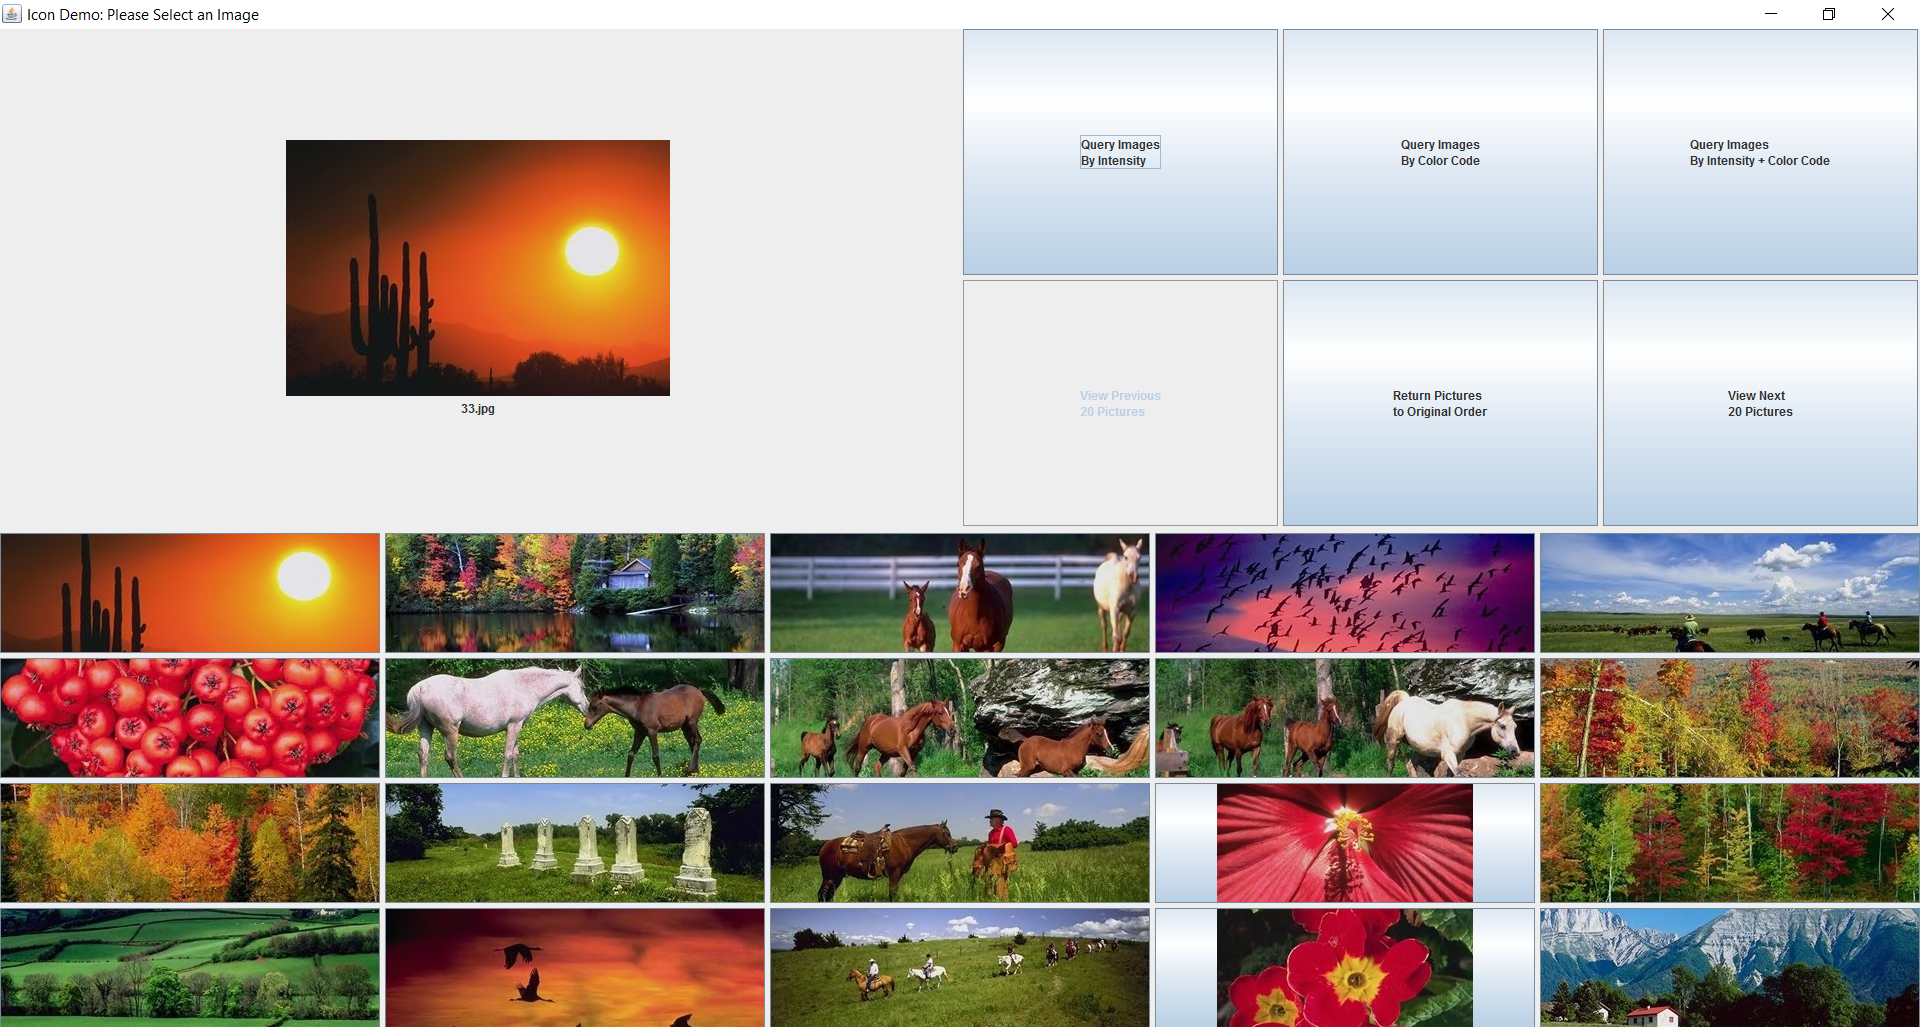 Icon Demo: Please Select an Image
Query Images
By Intensity
Query Images
By Color Code
Query Images
By Intensity + Color Code
33.jpg
View Previous
20 Pictures
Return Pictures
to Original Order
View Next
20 Pictures